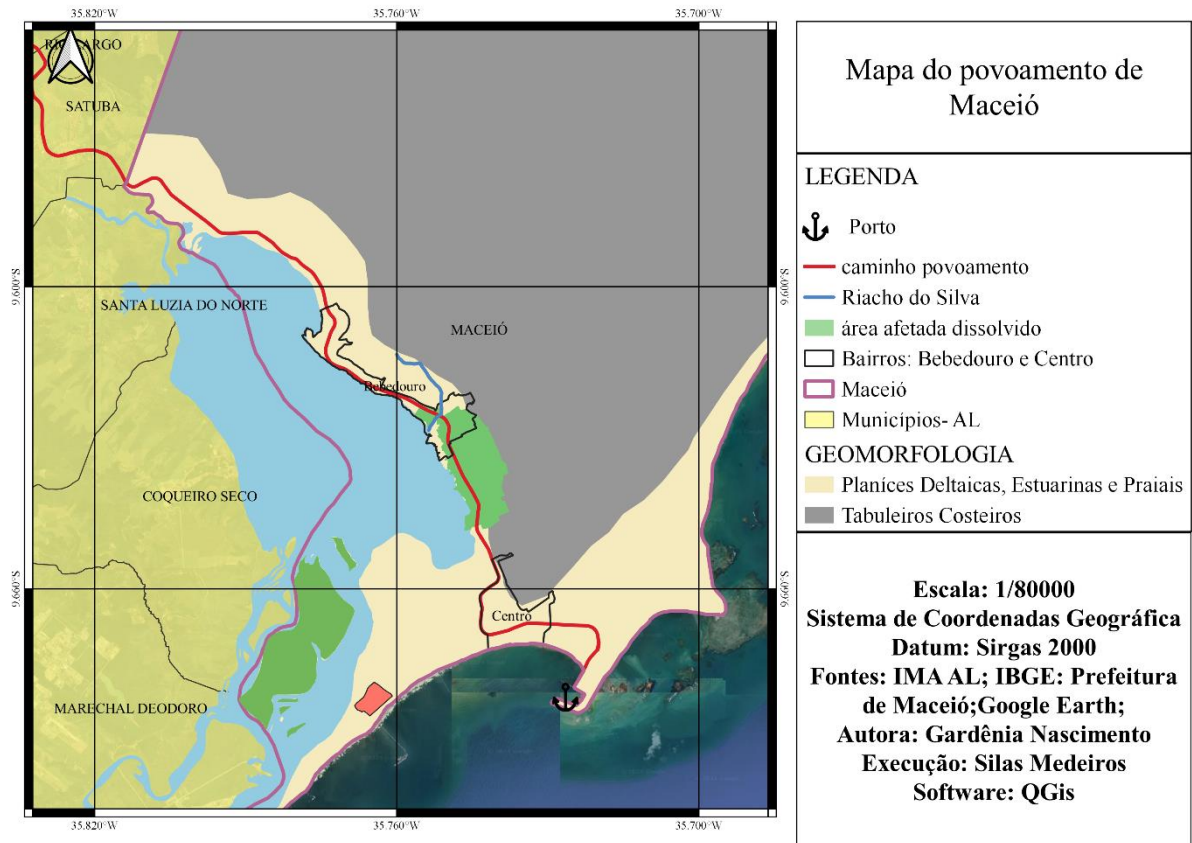 35.820°W
35.760°W
35.700°W
SATUBA
9.600°S
9.600°S
SANTA LUZIA DO NORTE
MACEIÓ
Bebedouro
COQUEIRO SECO
9.660°S
9.660°S
Centro
MARECHAL DEODORO
35.820°W
35.760°W
35.700°W
Mapa do povoamento de
Maceió
LEGENDA
Porto
caminho povoamento
Riacho do Silva
área afetada dissolvido
Bairros: Bebedouro e Centro
Maceió
Municípios- AL
GEOMORFOLOGIA
Planíces Deltaicas, Estuarinas e Praiais
Tabuleiros Costeiros
Escala: 1/80000
Sistema de Coordenadas Geográfica
Datum: Sirgas 2000
Fontes: IMA AL; IBGE: Prefeitura
de Maceió;Google Earth;
Autora: Gardênia Nascimento
Execução: Silas Medeiros
Software: QGis